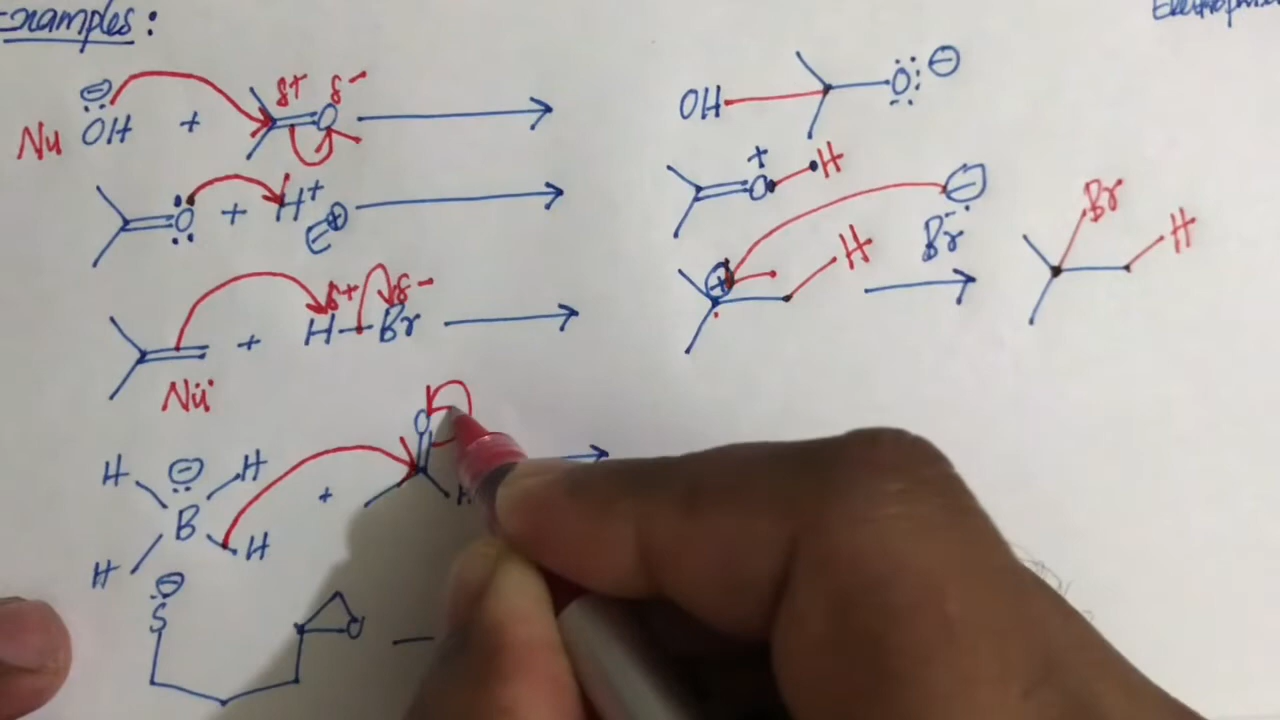 Examples:
δ+ δ-
⊖
Nu :OH + O OH O ⊖
O + H+ E⊕ O+ H
⊖
Br H
δ+ δ- + H Br-
H Br +
Nu
O
H ⊖ H +
B H
H H
⊖
S O